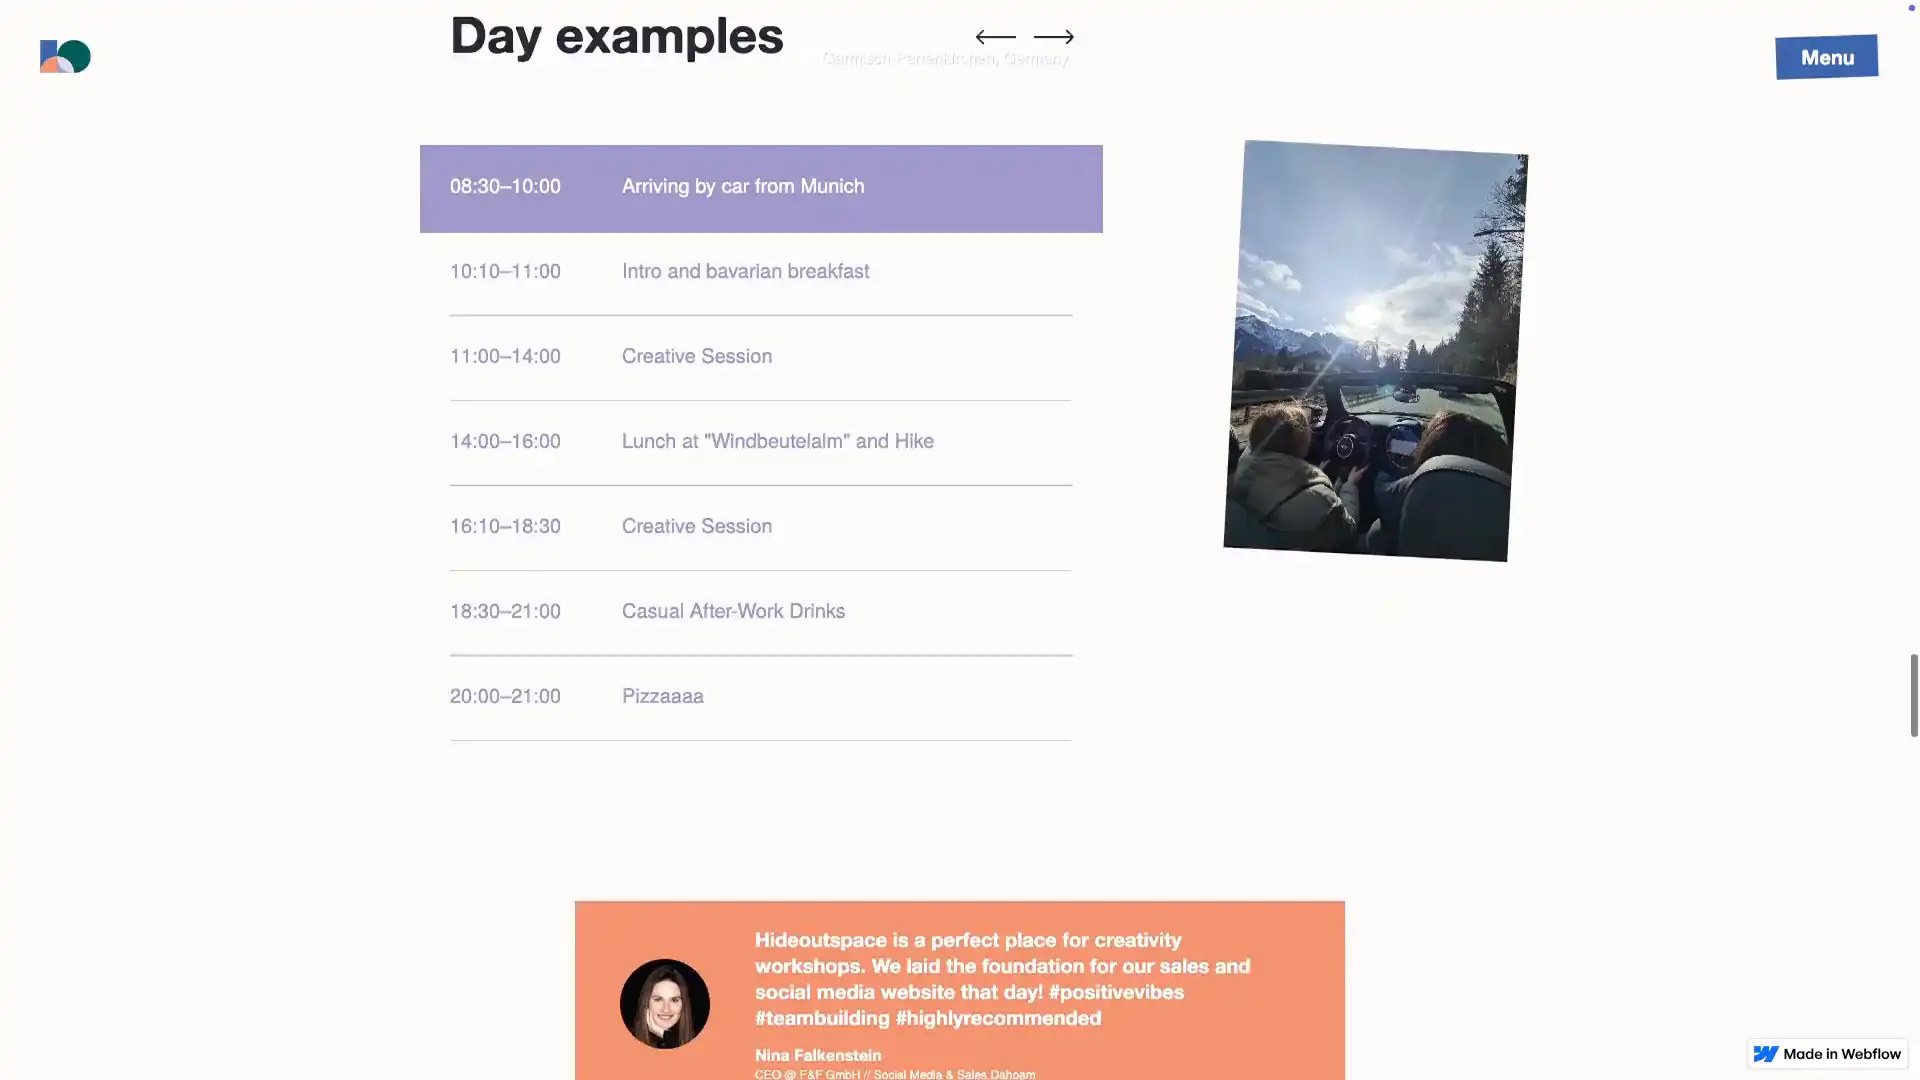 Day examples
Garmisch-Partenkirchen, Germany
Menu
08:30–10:00 Arriving by car from Munich
10:10–11:00 Intro and bavarian breakfast
11:00–14:00 Creative Session
14:00–16:00 Lunch at "Windbeutelalm" and Hike
16:10–18:30 Creative Session
18:30–21:00 Casual After-Work Drinks
20:00–21:00 Pizzaaaa
Hideoutspace is a perfect place for creativity
workshops. We laid the foundation for our sales and
social media website that day! #positivevibes
#teambuilding #highlyrecommended
Nina Falkenstein
CEO @ F&F GmbH // Social Media & Sales Dahoam
Made in Webflow